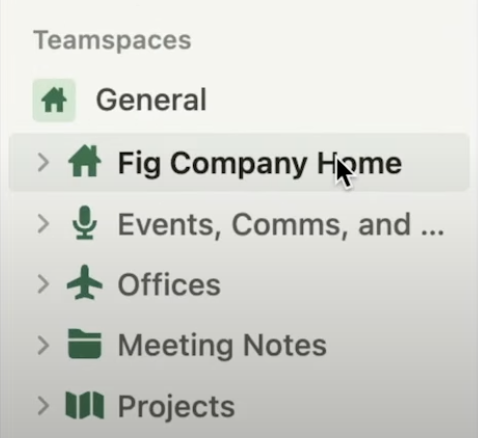 Teamspaces
General
Fig Company Home
Events, Comms, and ...
Offices
Meeting Notes
Projects